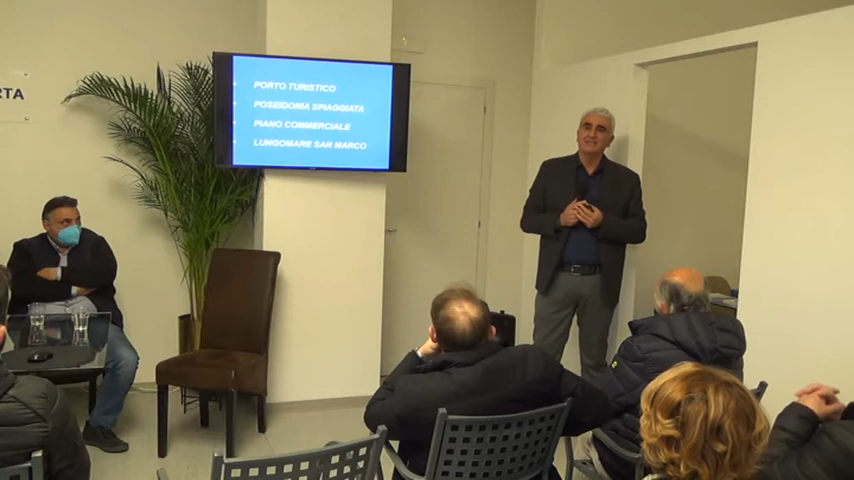 RTA
PORTO TURISTICO
POSEIDONIA SPIAGGIATA
PIANO COMMERCIALE
LUNGOMARE SAN MARCO